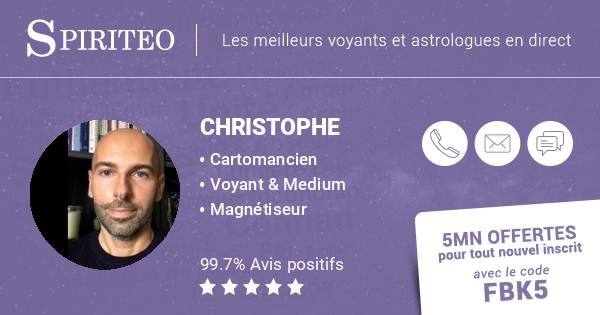 SPIRITEO
Les meilleurs voyants et astrologues en direct
CHRISTOPHE
• Cartomancien
• Voyant & Medium
• Magnétiseur
99.7% Avis positifs
5MN OFFERTES
pour tout nouvel inscrit
avec le code
FBK5